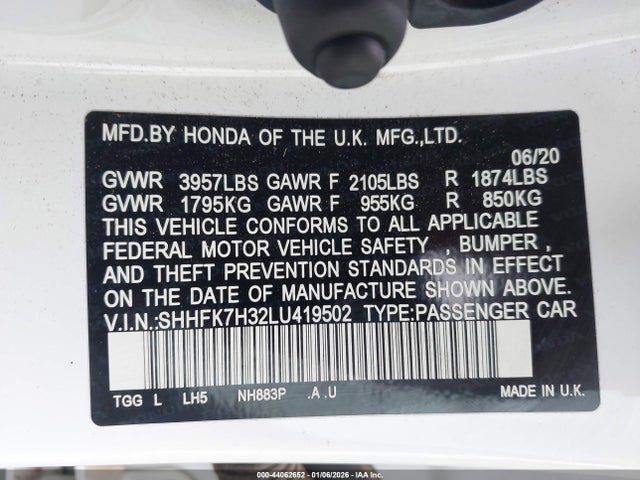 MFD.BY HONDA OF THE U.K. MFG.,LTD.
06/20
GVWR 3957LBS GAWR F 2105LBS R 1874LBS
GVWR 1795KG GAWR F 955KG R 850KG
THIS VEHICLE CONFORMS TO ALL APPLICABLE
FEDERAL MOTOR VEHICLE SAFETY , BUMPER ,
AND THEFT PREVENTION STANDARDS IN EFFECT
ON THE DATE OF MANUFACTURE SHOWN ABOVE.
V.I.N.:SHHFK7H32LU419502 TYPE:PASSENGER CAR
TGG L LH5 NH883P .A .U MADE IN U.K.
000-44062652 - 01/06/2026 - IAA Inc.